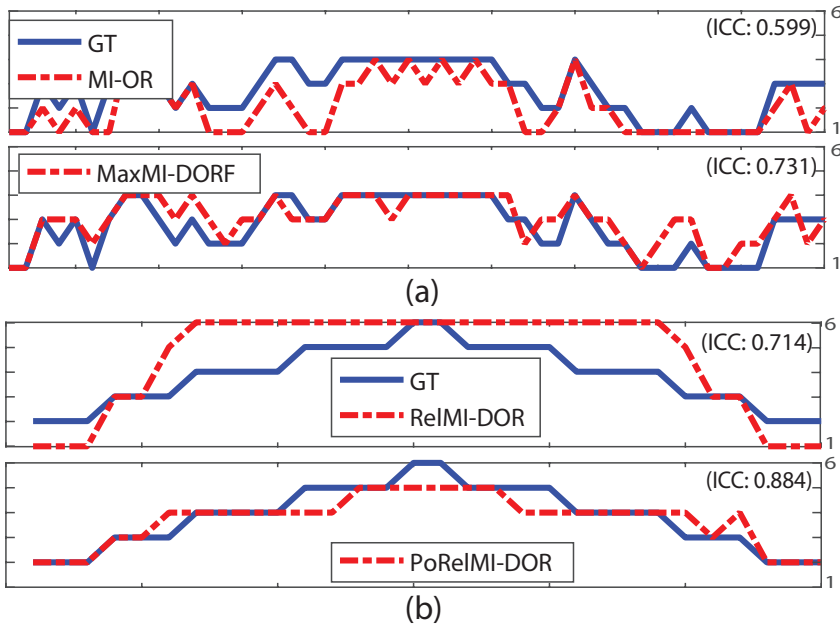 6
(ICC: 0.599)
GT
MI-OR
1
6
(ICC: 0.731)
MaxMI-DORF
1
(a)
6
(ICC: 0.714)
GT
RelMI-DOR
1
6
(ICC: 0.884)
PoRelMI-DOR
1
(b)